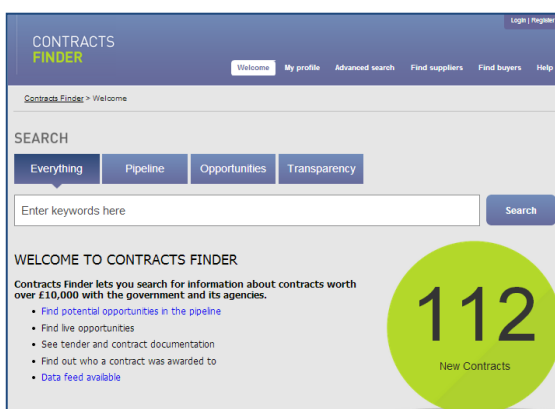 Login | Register
CONTRACTS
FINDER
Welcome My profile Advanced search Find suppliers Find buyers Help
Contracts Finder > Welcome
SEARCH
Everything Pipeline Opportunities Transparency
Enter keywords here Search
WELCOME TO CONTRACTS FINDER
Contracts Finder lets you search for information about contracts worth
over £10,000 with the government and its agencies.
• Find potential opportunities in the pipeline
• Find live opportunities
• See tender and contract documentation
• Find out who a contract was awarded to
• Data feed available
112
New Contracts